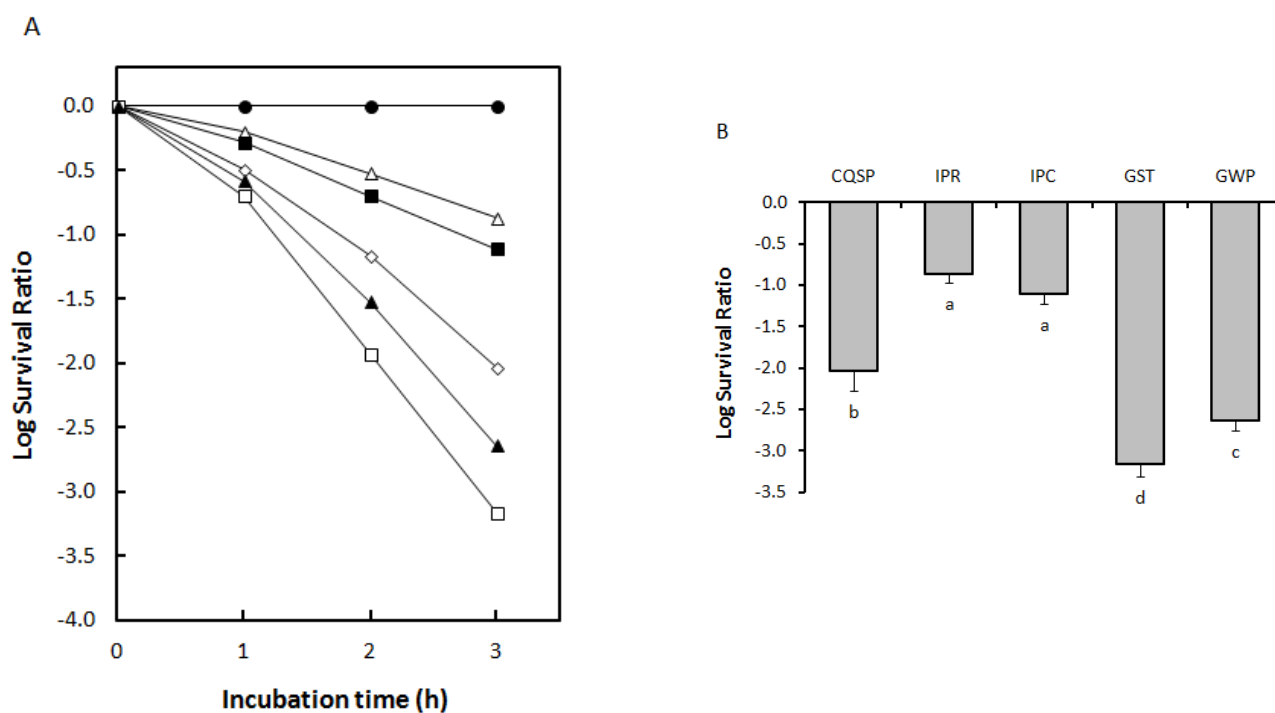 A
0.0
-0.5
-1.0
-1.5
-2.0
-2.5
-3.0
-3.5
-4.0
Log Survival Ratio
0 1 2 3
Incubation time (h)
B
CQSP IPR IPC GST GWP
0.0
-0.5
-1.0
-1.5
-2.0
-2.5
-3.0
-3.5
Log Survival Ratio
a a
b
c
d